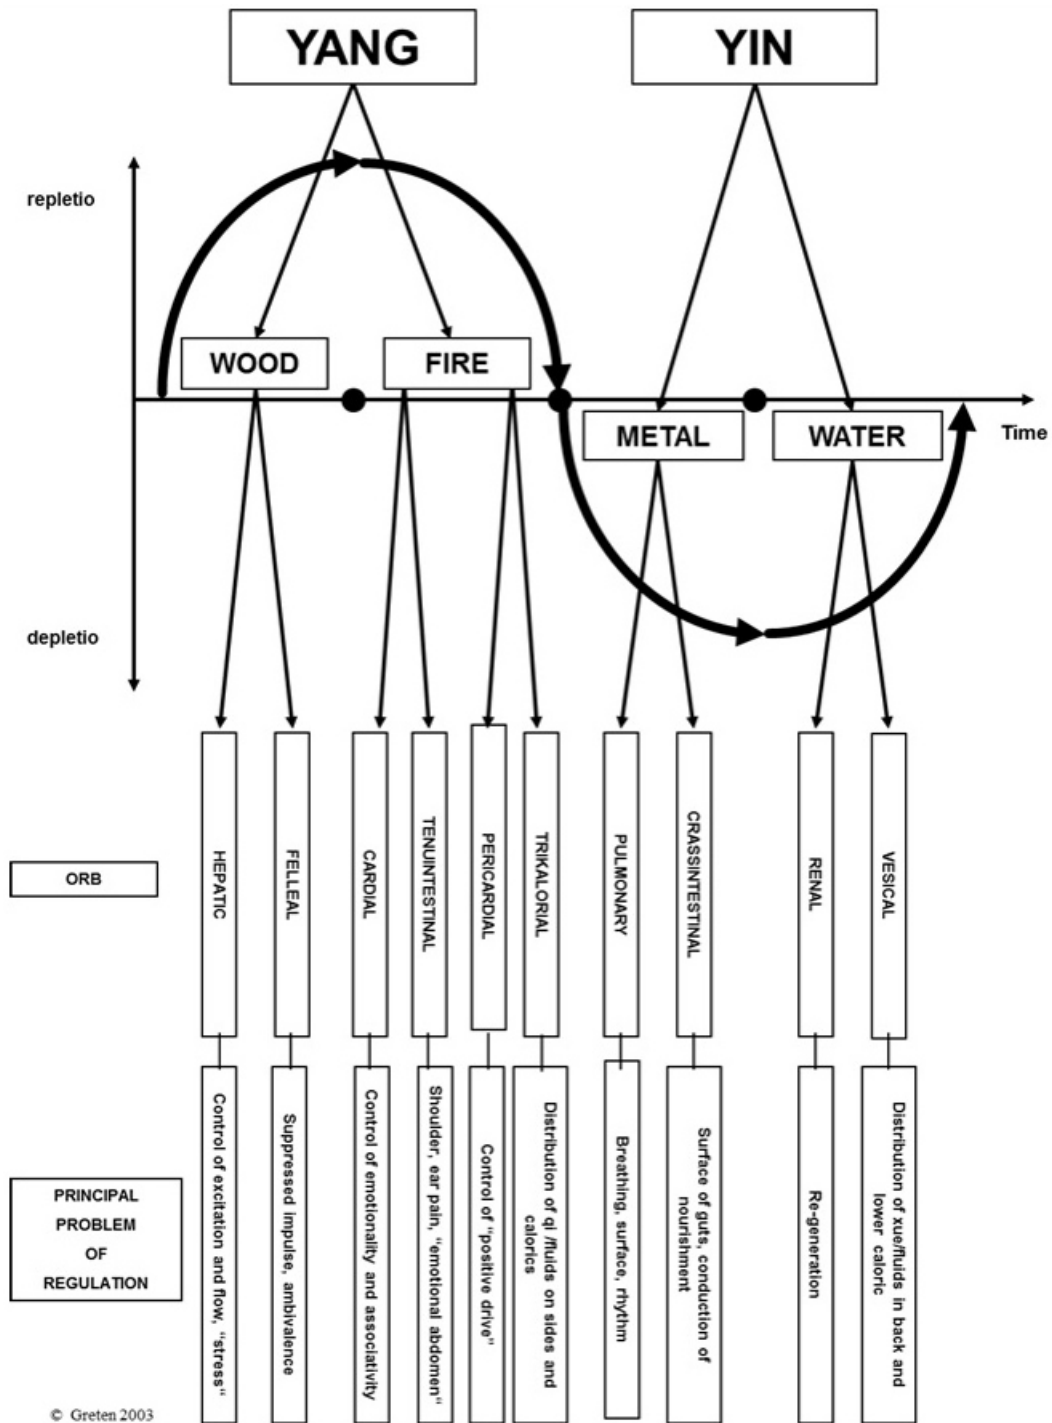 YANG
YIN
repletio
WOOD
FIRE
METAL
WATER
Time
depletio
ORB
HEPATIC
FELLEAL
CARDIAL
TENUINTESTINAL
PERICARDIAL
TRIKALORIAL
PULMONARY
CRASSINTESTINAL
RENAL
VESICAL
PRINCIPAL
PROBLEM
OF
REGULATION
Control of excitation and flow, “stress“
Suppressed impulse, ambivalence
Control of emotionality and associativity
Shoulder, ear pain, “emotional abdomen“
Control of “positive drive”
Distribution of qi /fluids on sides and
calorics
Breathing, surface, rhythm
Surface of guts, conduction of
nourishment
Re-generation
Distribution of xue/fluids in back and
lower caloric
© Greten 2003